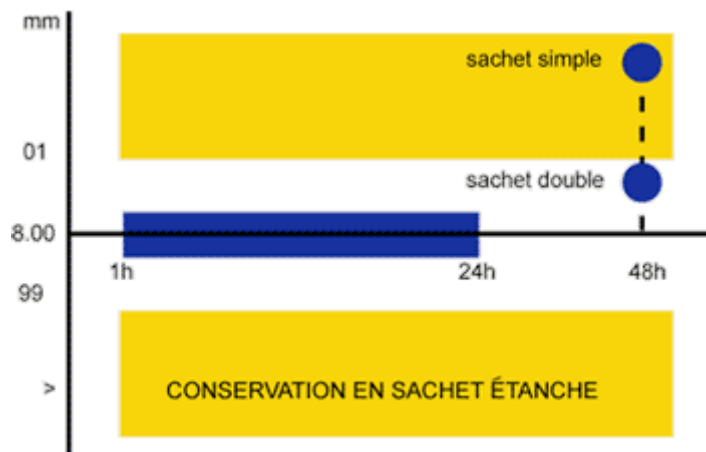 mm
sachet simple
01
sachet double
8.00
1h 24h 48h
99
>
CONSERVATION EN SACHET ÉTANCHE